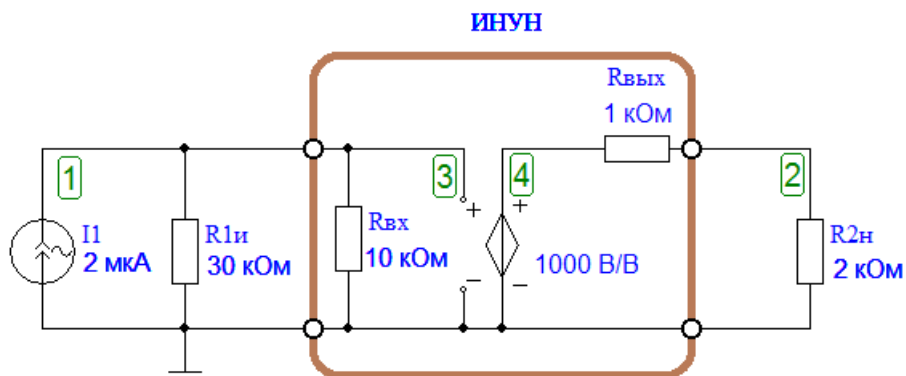 ИНУН
Rвых
1 кОм
1
3
4
2
I1
2 мкА
R1и
30 кОм
Rвх
10 кОм
+
−
+
−
1000 В/В
R2н
2 кОм